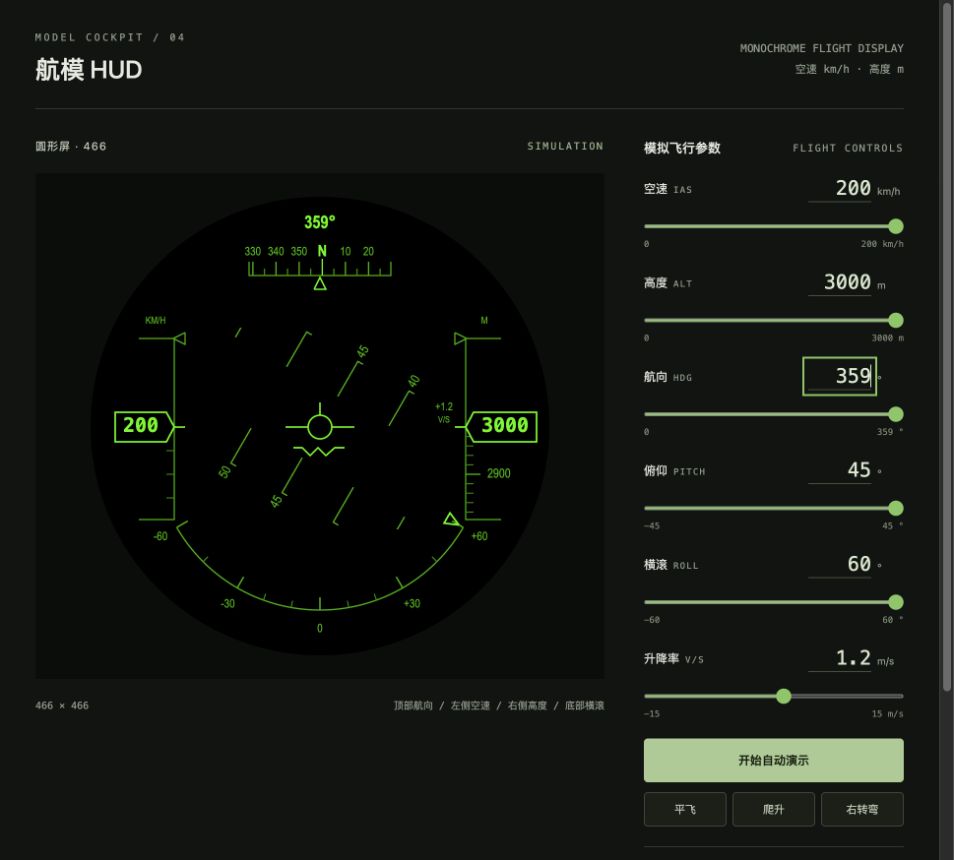 MODEL COCKPIT / 04
航模 HUD
MONOCHROME FLIGHT DISPLAY
空速 km/h · 高度 m
圆形屏 · 466
SIMULATION
359°
330 340 350 N 10 20
KM/H
M
45
40
+1.2
V/S
200
3000
2900
50
45
-60
+60
-30
+30
0
466 × 466
顶部航向 / 左侧空速 / 右侧高度 / 底部横滚
模拟飞行参数
FLIGHT CONTROLS
空速 IAS
200 km/h
0
200 km/h
高度 ALT
3000 m
0
3000 m
航向 HDG
359 °
0
359 °
俯仰 PITCH
45 °
−45
45 °
横滚 ROLL
60 °
−60
60 °
升降率 V/S
1.2 m/s
−15
15 m/s
开始自动演示
平飞
爬升
右转弯